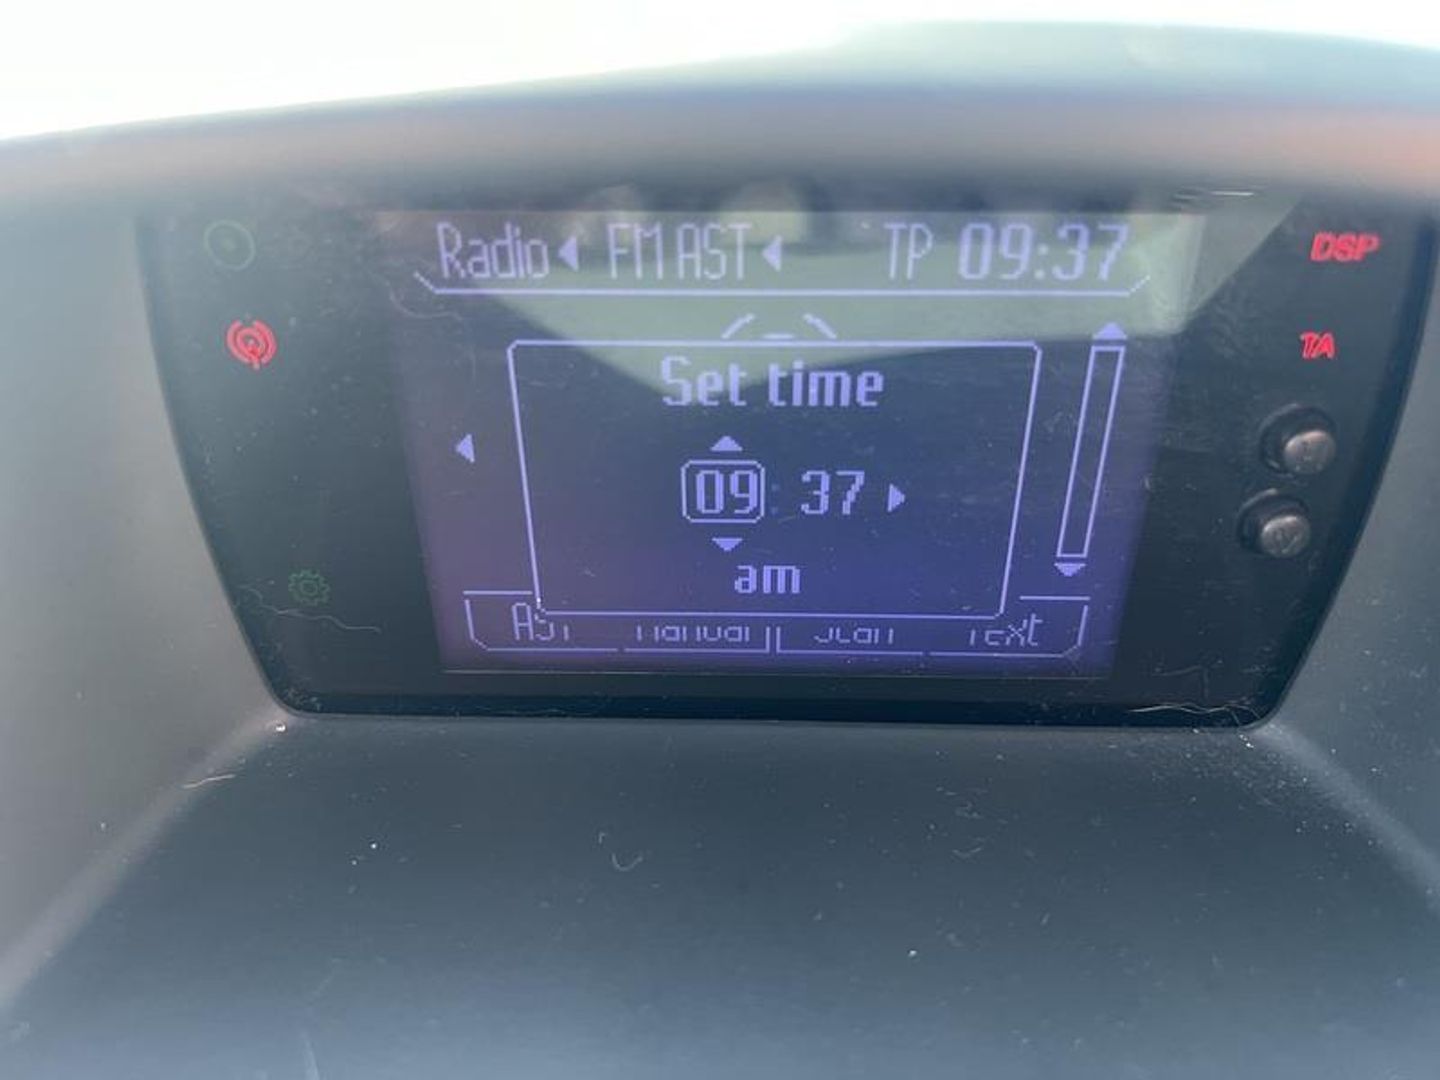 Radio FM AST TP 09:37
DSP
TA
Set time
09 : 37
am
AST Manual Scan Text